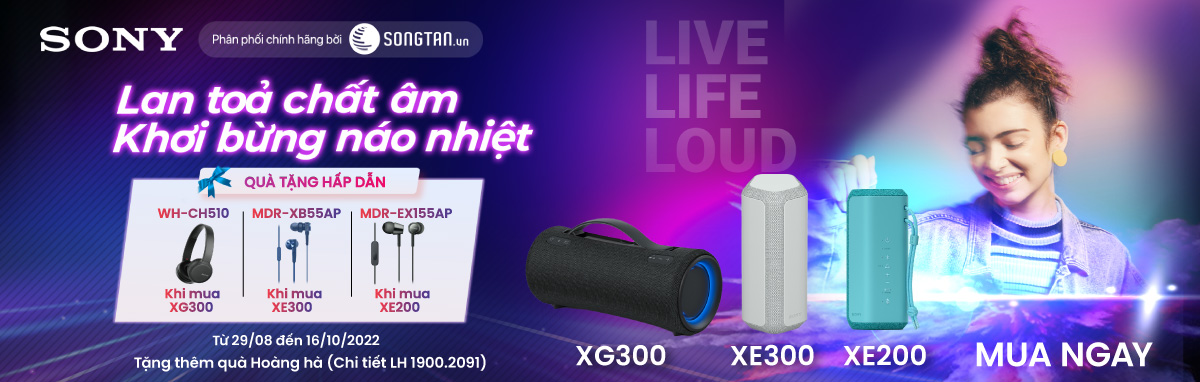 SONY
Phân phối chính hãng bởi SONGTAN.vn
LIVE
LIFE
LOUD
Lan toả chất âm
Khơi bừng náo nhiệt
QUÀ TẶNG HẤP DẪN
WH-CH510 MDR-XB55AP MDR-EX155AP
Khi mua Khi mua Khi mua
XG300 XE300 XE200
Từ 29/08 đến 16/10/2022
Tặng thêm quà Hoàng hà (Chi tiết LH 1900.2091)
XG300 XE300 XE200 MUA NGAY